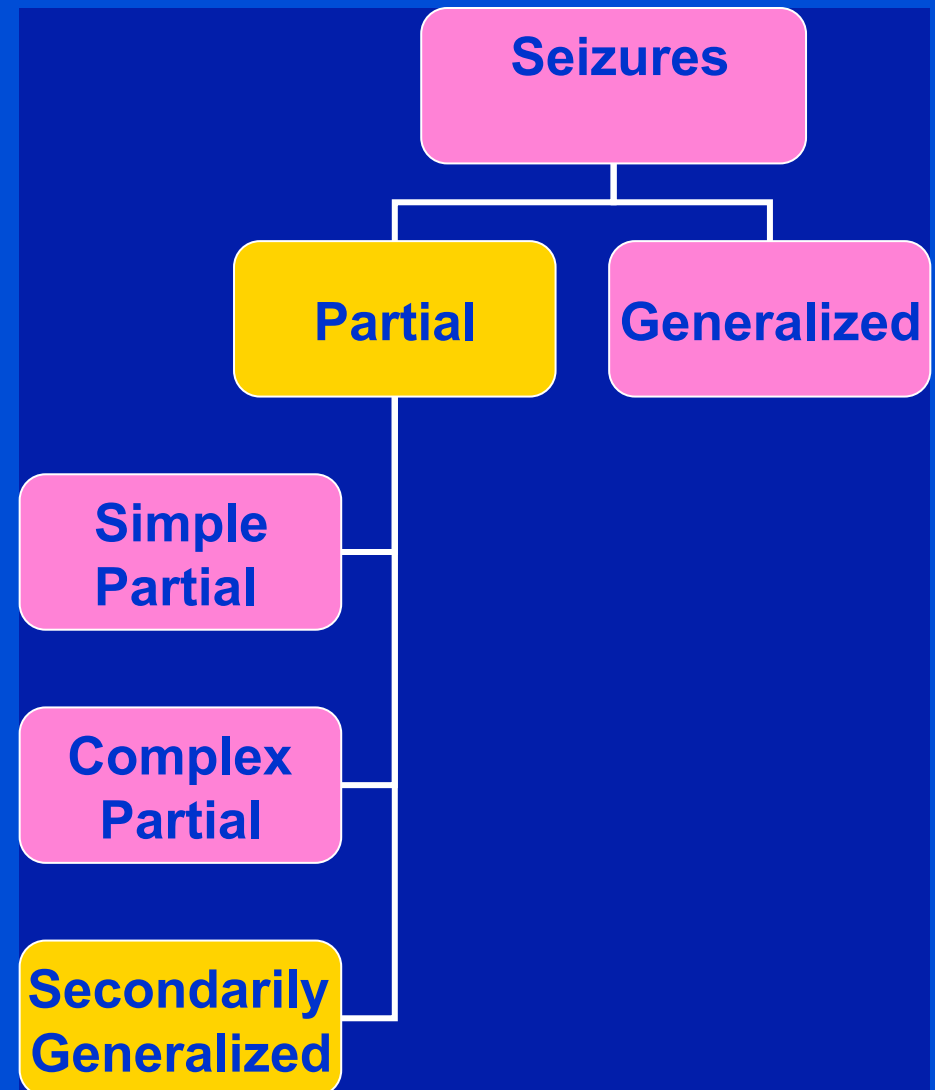 Seizures
Partial
Generalized
Simple
Partial
Complex
Partial
Secondarily
Generalized